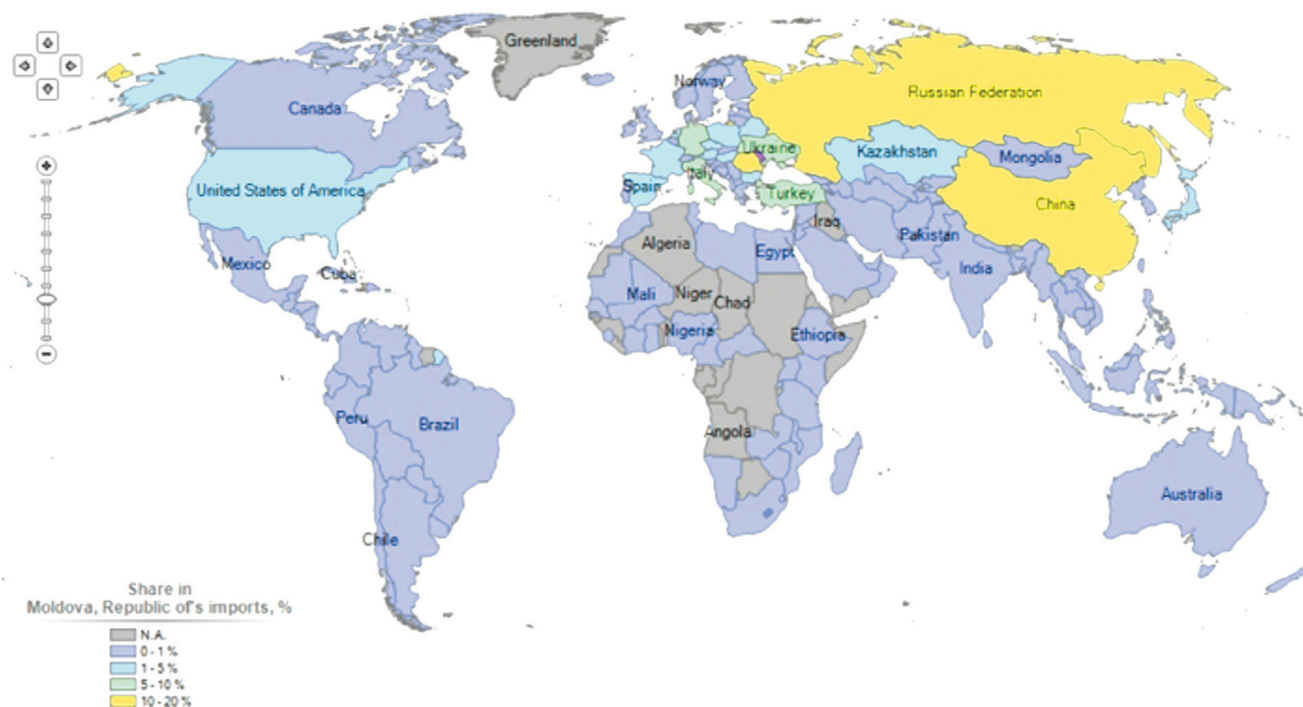 Greenland
Norway
Canada
Russian Federation
Ukraine
Kazakhstan
Mongolia
Italy
United States of America
Spain
Turkey
China
Iraq
Algeria
Pakistan
Egypt
Mexico
Cuba
India
Mali
Niger
Chad
Nigeria
Ethiopia
Peru
Brazil
Angola
Australia
Chile
Share in
Moldova, Republic of's imports, %
N.A.
0 - 1 %
1 - 5 %
5 - 10 %
10 - 20 %